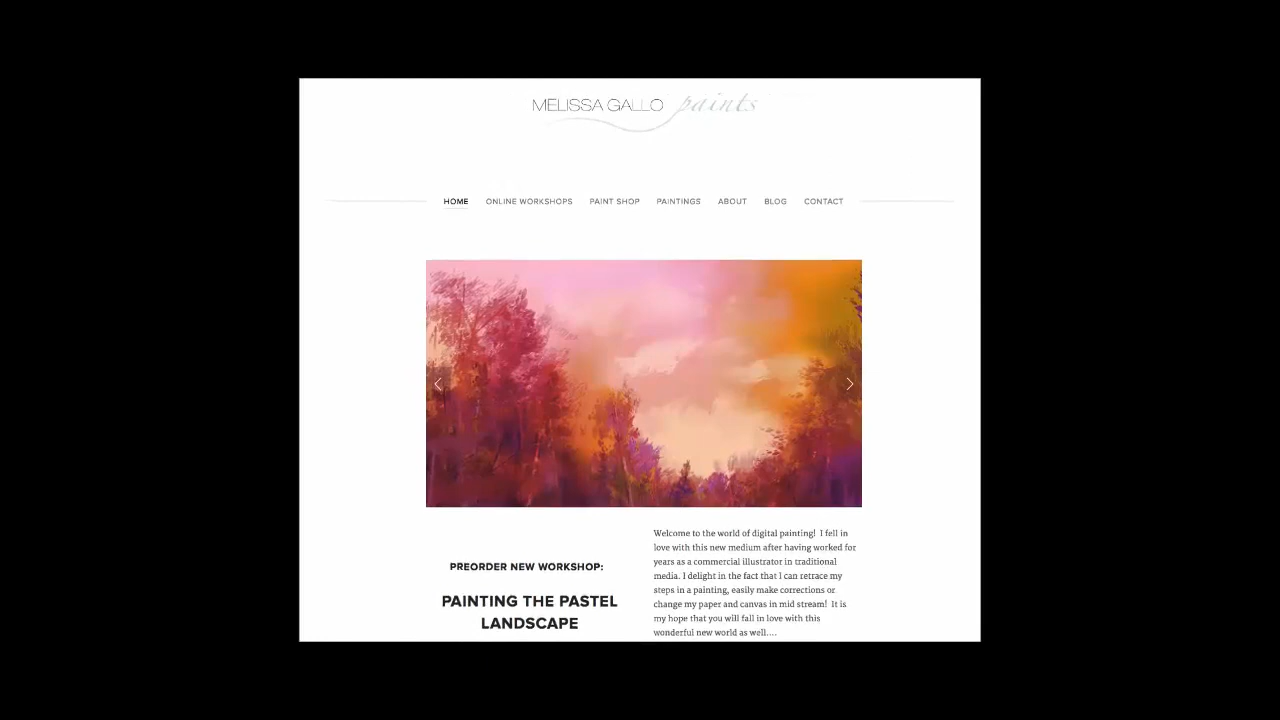 MELISSA GALLO paints
HOME ONLINE WORKSHOPS PAINT SHOP PAINTINGS ABOUT BLOG CONTACT
PREORDER NEW WORKSHOP:
PAINTING THE PASTEL
LANDSCAPE
Welcome to the world of digital painting! I fell in
love with this new medium after having worked for
years as a commercial illustrator in traditional
media. I delight in the fact that I can retrace my
steps in a painting, easily make corrections or
change my paper and canvas in mid stream! It is
my hope that you will fall in love with this
wonderful new world as well....